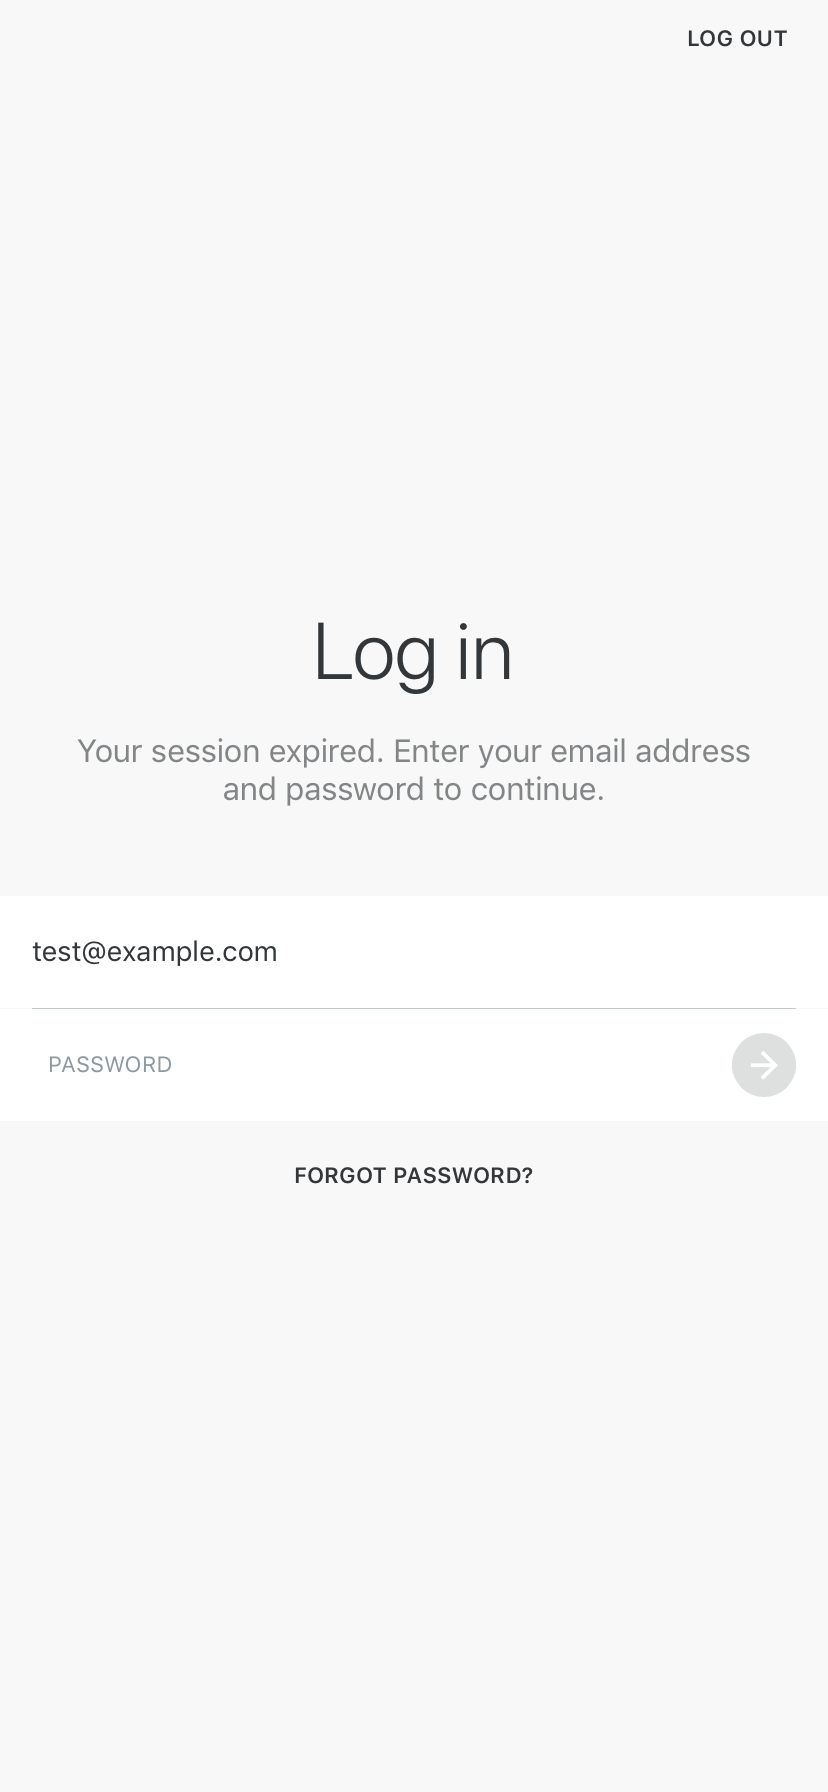 LOG OUT
Log in
Your session expired. Enter your email address
and password to continue.
test@example.com
PASSWORD
FORGOT PASSWORD?